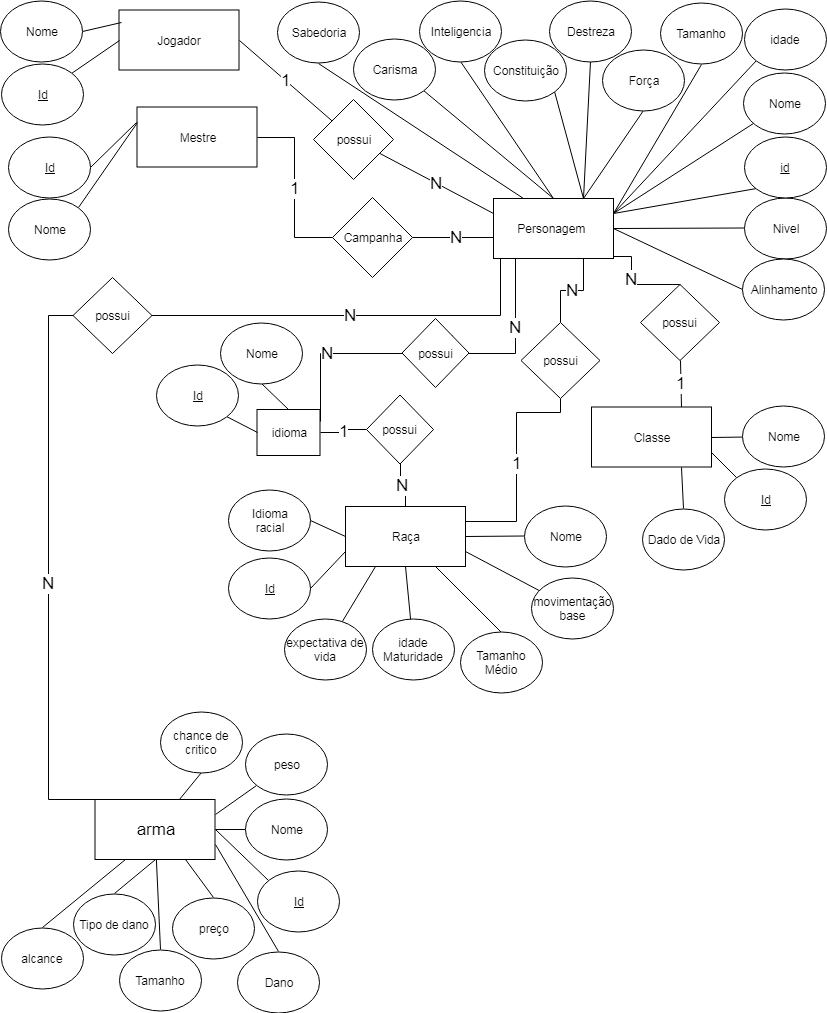 Nome
Jogador
Id
1
possui
N
Id
Mestre
Nome
1
Campanha
N
Sabedoria
Carisma
Inteligencia
Constituição
Destreza
Força
Tamanho
idade
Nome
id
Nivel
Alinhamento
Personagem
possui
N
N
possui
N
N
possui
N
possui
1
Classe
Nome
Id
Dado de Vida
Nome
Id
idioma
1
possui
N
1
Idioma
racial
Raça
Nome
Id
movimentação
base
expectativa de
vida
idade
Maturidade
Tamanho
Médio
N
chance de
critico
peso
arma
Nome
Id
alcance
Tipo de dano
Tamanho
preço
Dano